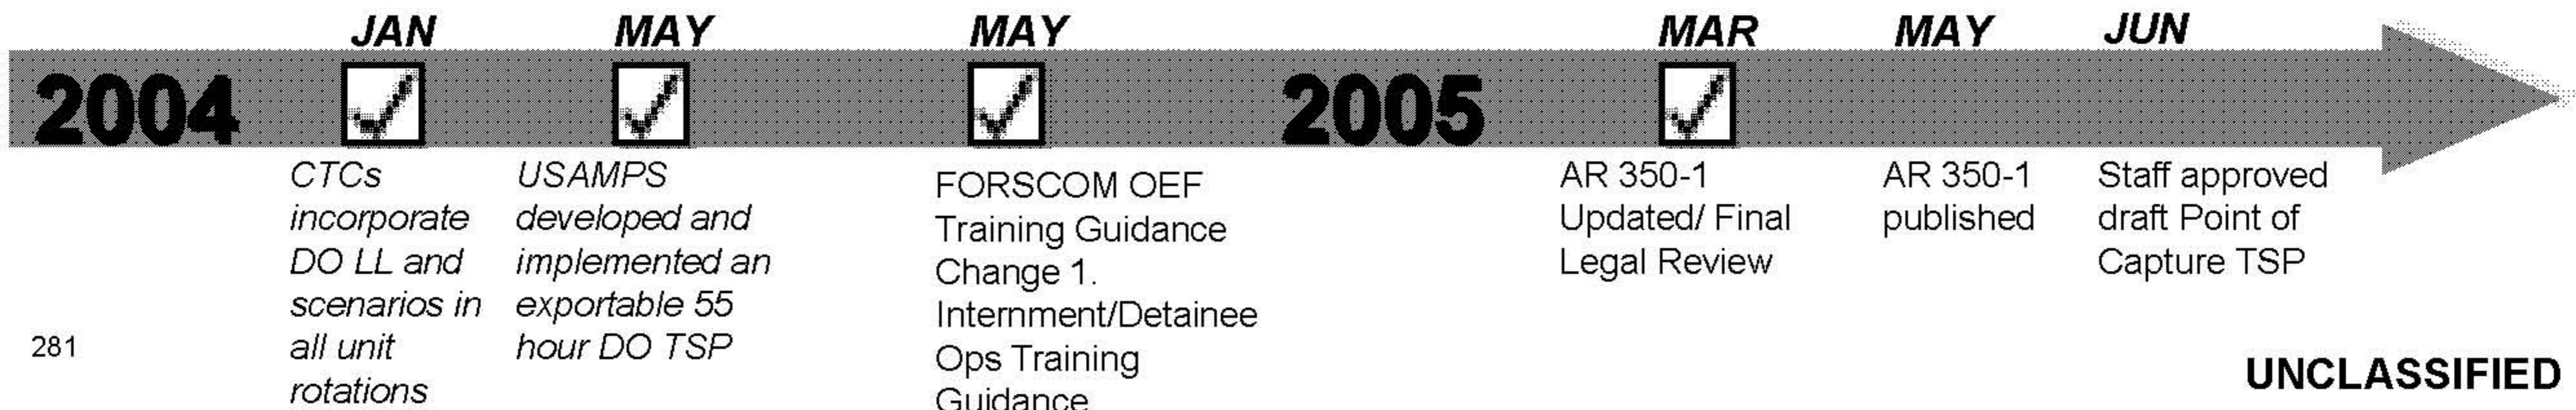 JAN MAY MAY MAR MAY JUN
2004 2005
CTCs
incorporate
DO LL and
scenarios in
all unit
rotations
USAMPS
developed and
implemented an
exportable 55
hour DO TSP
FORSCOM OEF
Training Guidance
Change 1.
Internment/Detainee
Ops Training
Guidance
AR 350-1
Updated/ Final
Legal Review
AR 350-1
published
Staff approved
draft Point of
Capture TSP
281
UNCLASSIFIED